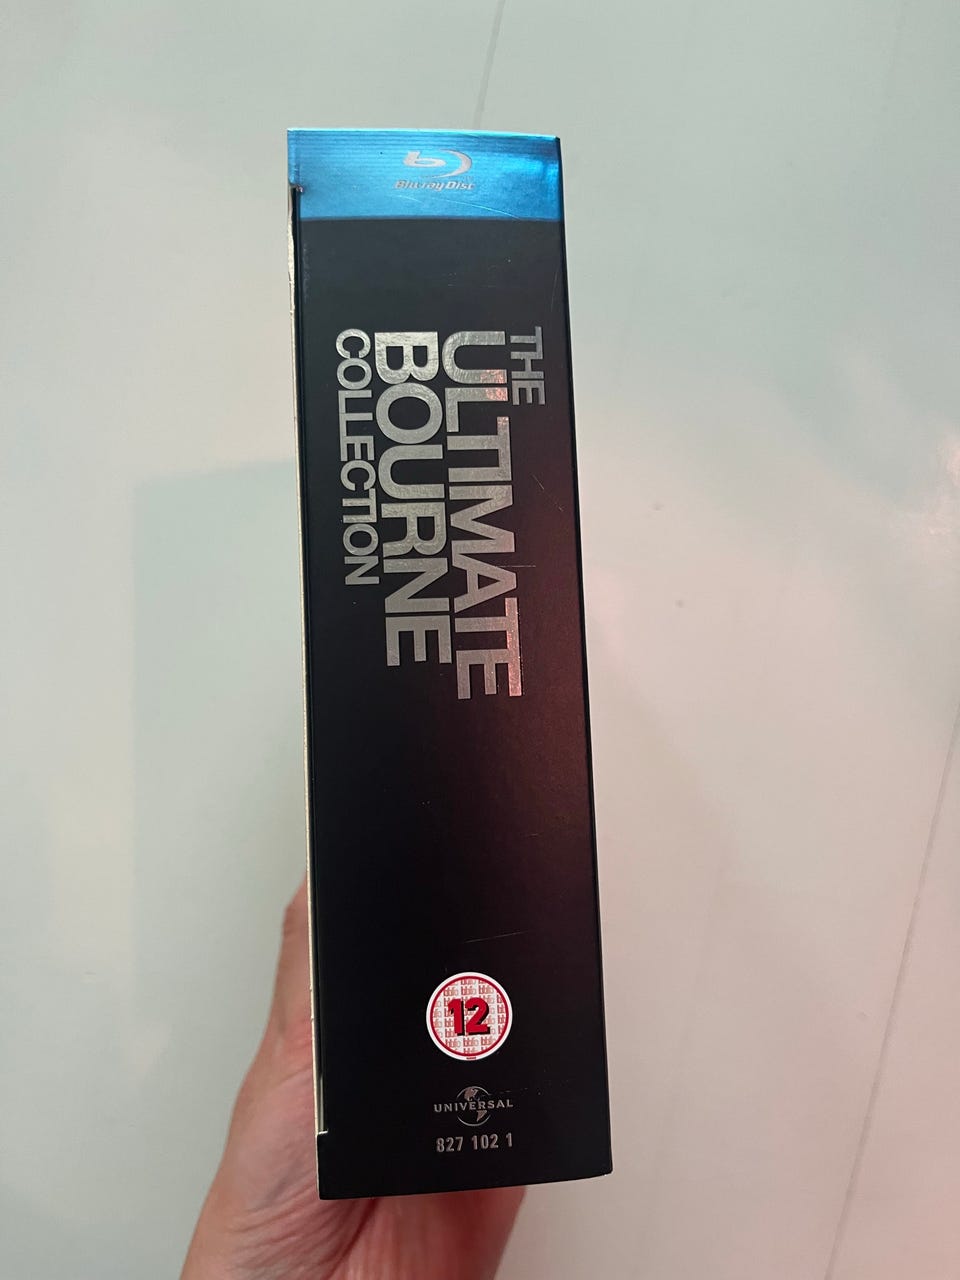 Blu-ray Disc
THE
ULTIMATE
BOURNE
COLLECTION
12
UNIVERSAL
827 102 1